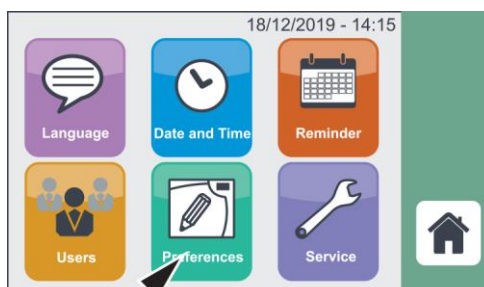 18/12/2019 - 14:15
Language
Date and Time
Reminder
Users
Preferences
Service